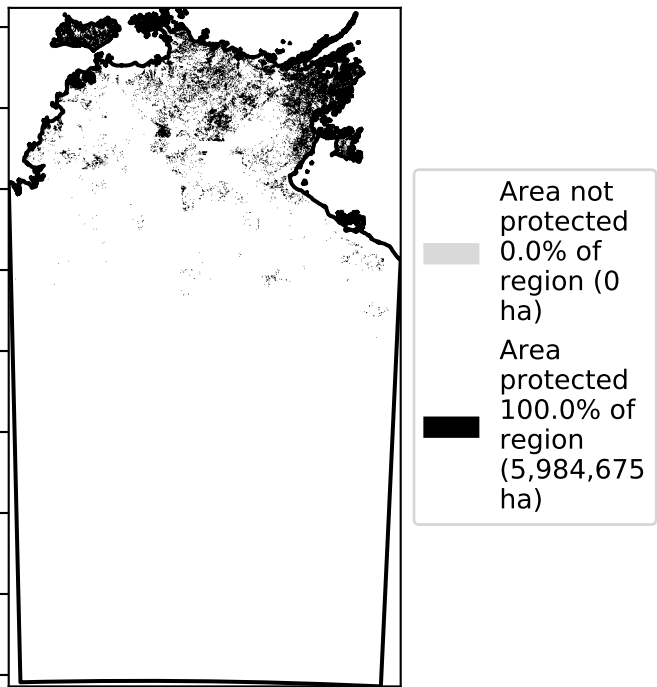 Area not
protected
0.0% of
region (0
ha)
Area
protected
100.0% of
region
(5,984,675
ha)